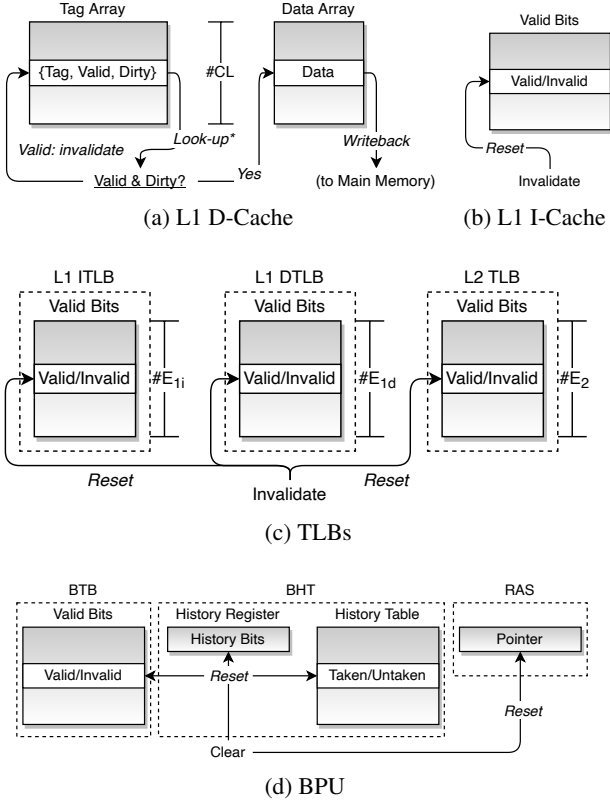 Tag Array
Data Array
Valid Bits
{Tag, Valid, Dirty}
#CL
Data
Valid/Invalid
Look-up*
Valid: invalidate
Writeback
Reset
Valid & Dirty?
Yes
(to Main Memory)
Invalidate
(a) L1 D-Cache
(b) L1 I-Cache
L1 ITLB
L1 DTLB
L2 TLB
Valid Bits
Valid Bits
Valid Bits
Valid/Invalid
#E1i
Valid/Invalid
#E1d
Valid/Invalid
#E2
Reset
Reset
Invalidate
(c) TLBs
BTB
BHT
RAS
Valid Bits
History Register
History Table
History Bits
Pointer
Valid/Invalid
Reset
Taken/Untaken
Reset
Clear
(d) BPU